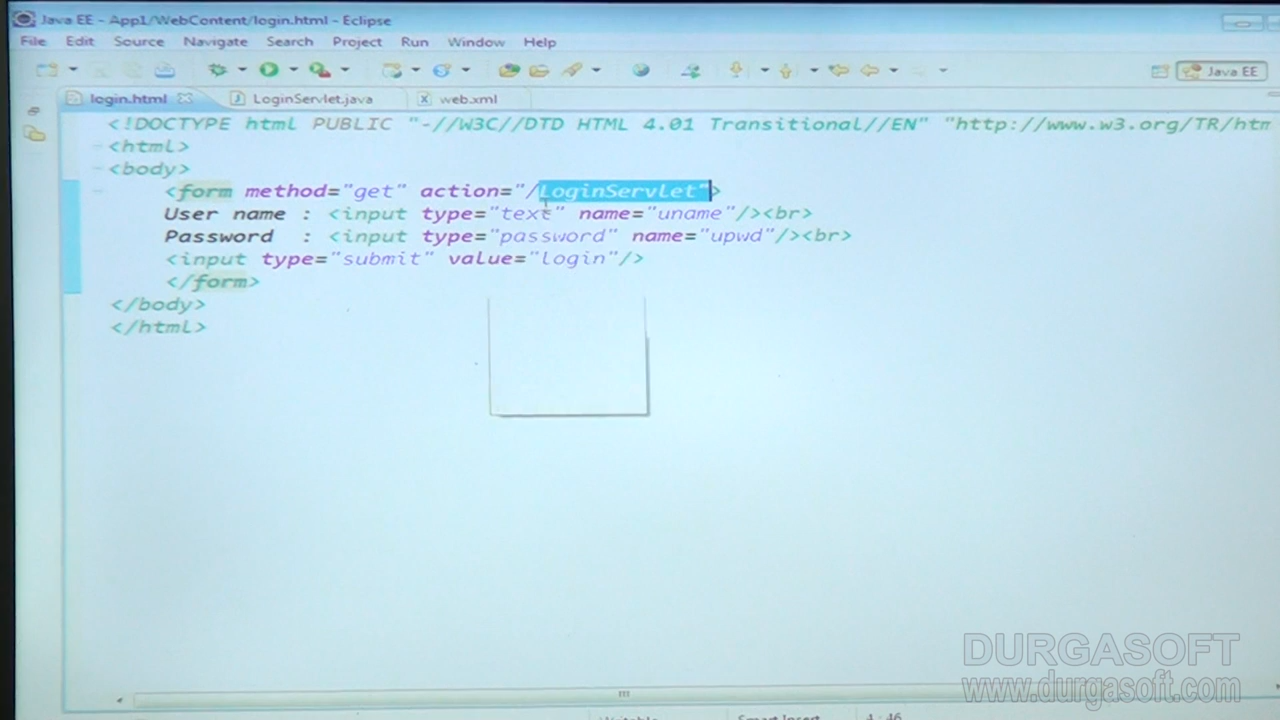 Java EE - App1/WebContent/login.html - Eclipse
File Edit Source Navigate Search Project Run Window Help
Java EE
login.html LoginServlet.java web.xml
<!DOCTYPE html PUBLIC "-//W3C//DTD HTML 4.01 Transitional//EN" "http://www.w3.org/TR/htm
<html>
<body>
<form method="get" action="/LoginServlet">
User name : <input type="text" name="uname"/><br>
Password : <input type="password" name="upwd"/><br>
<input type="submit" value="login"/>
</form>
</body>
</html>
DURGASOFT
www.durgasoft.com
Writable Smart Insert 4 : 46